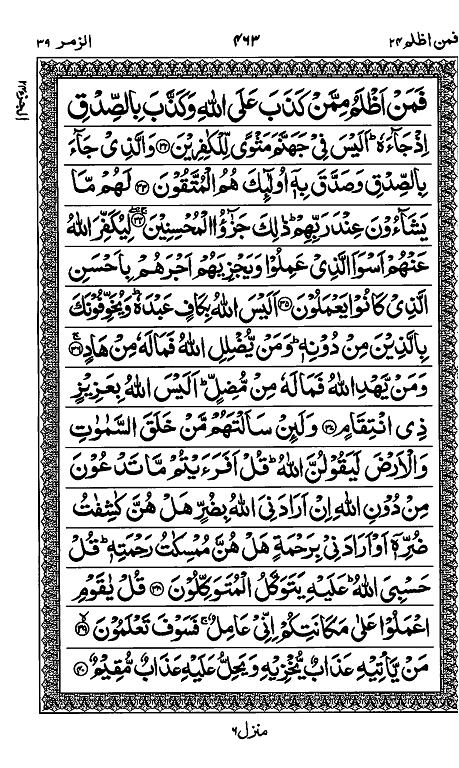 فمن اظلم ۲۴ ۴۶۳ الزمر ۳۹
فَمَنْ اَظْلَمُ مِمَّنْ كَذَبَ عَلَى اللّٰهِ وَكَذَّبَ بِالصِّدْقِ
اِذْ جَآءَهٗ ؕ اَلَيْسَ فِيْ جَهَنَّمَ مَثْوًى لِّلْكٰفِرِيْنَ ﴿۳۲﴾ وَالَّذِيْ جَآءَ
بِالصِّدْقِ وَصَدَّقَ بِهٖۤ اُولٰٓئِكَ هُمُ الْمُتَّقُوْنَ ﴿۳۳﴾ لَهُمْ مَّا
يَشَآءُوْنَ عِنْدَ رَبِّهِمْ ؕ ذٰلِكَ جَزٰٓؤُا الْمُحْسِنِيْنَ ﴿۳۴﴾ لِيُكَفِّرَ اللّٰهُ
عَنْهُمْ اَسْوَاَ الَّذِيْ عَمِلُوْا وَيَجْزِيَهُمْ اَجْرَهُمْ بِاَحْسَنِ
الَّذِيْ كَانُوْا يَعْمَلُوْنَ ﴿۳۵﴾ اَلَيْسَ اللّٰهُ بِكَافٍ عَبْدَهٗ ؕ وَيُخَوِّفُوْنَكَ
بِالَّذِيْنَ مِنْ دُوْنِهٖ ؕ وَمَنْ يُّضْلِلِ اللّٰهُ فَمَا لَهٗ مِنْ هَادٍ ﴿۳۶﴾
وَمَنْ يَّهْدِ اللّٰهُ فَمَا لَهٗ مِنْ مُّضِلٍّ ؕ اَلَيْسَ اللّٰهُ بِعَزِيْزٍ
ذِي انْتِقَامٍ ﴿۳۷﴾ وَلَئِنْ سَاَلْتَهُمْ مَّنْ خَلَقَ السَّمٰوٰتِ
وَالْاَرْضَ لَيَقُوْلُنَّ اللّٰهُ ؕ قُلْ اَفَرَءَيْتُمْ مَّا تَدْعُوْنَ
مِنْ دُوْنِ اللّٰهِ اِنْ اَرَادَنِيَ اللّٰهُ بِضُرٍّ هَلْ هُنَّ كٰشِفٰتُ
ضُرِّهٖۤ اَوْ اَرَادَنِيْ بِرَحْمَةٍ هَلْ هُنَّ مُمْسِكٰتُ رَحْمَتِهٖ ؕ قُلْ
حَسْبِيَ اللّٰهُ ؕ عَلَيْهِ يَتَوَكَّلُ الْمُتَوَكِّلُوْنَ ﴿۳۸﴾ قُلْ يٰقَوْمِ
اعْمَلُوْا عَلٰى مَكَانَتِكُمْ اِنِّيْ عَامِلٌ ۚ فَسَوْفَ تَعْلَمُوْنَ ﴿۳۹﴾
مَنْ يَّاْتِيْهِ عَذَابٌ يُّخْزِيْهِ وَيَحِلُّ عَلَيْهِ عَذَابٌ مُّقِيْمٌ ﴿۴۰﴾
منزل ۶